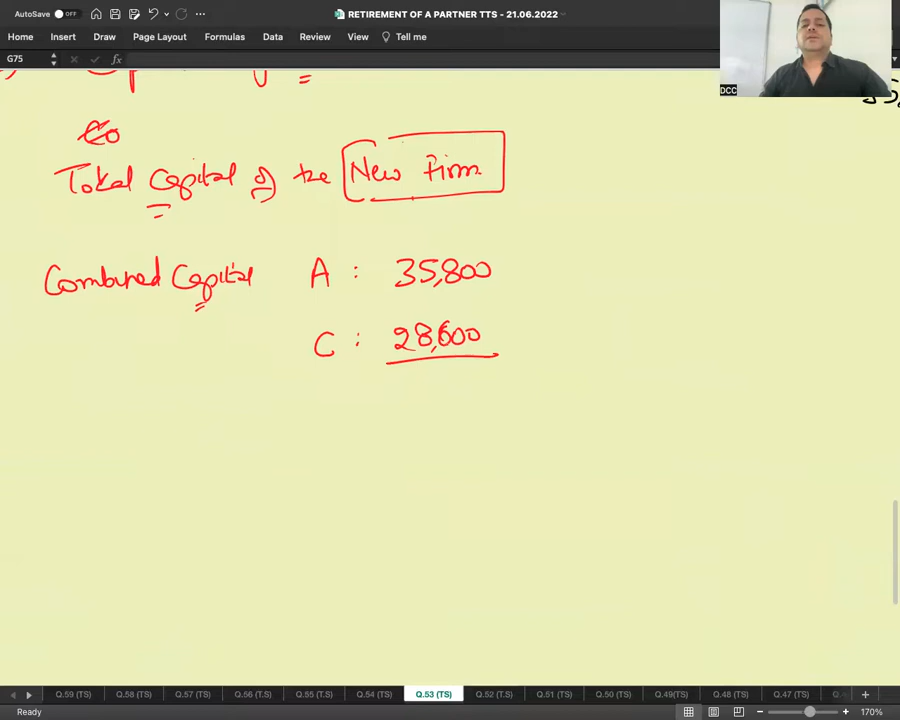 AutoSave OFF RETIREMENT OF A PARTNER TTS - 21.06.2022
Home Insert Draw Page Layout Formulas Data Review View Tell me
G75 fx
DCC
Total Capital of the New Firm
Combined Capital A : 35,800
C : 28,600
Q.59 (TS) Q.58 (TS) Q.57 (TS) Q.56 (T.S) Q.55 (T.S) Q.54 (TS) Q.53 (TS) Q.52 (T.S) Q.51 (TS) Q.50 (TS) Q.49(TS) Q.48 (TS) Q.47 (TS)
Ready 170%